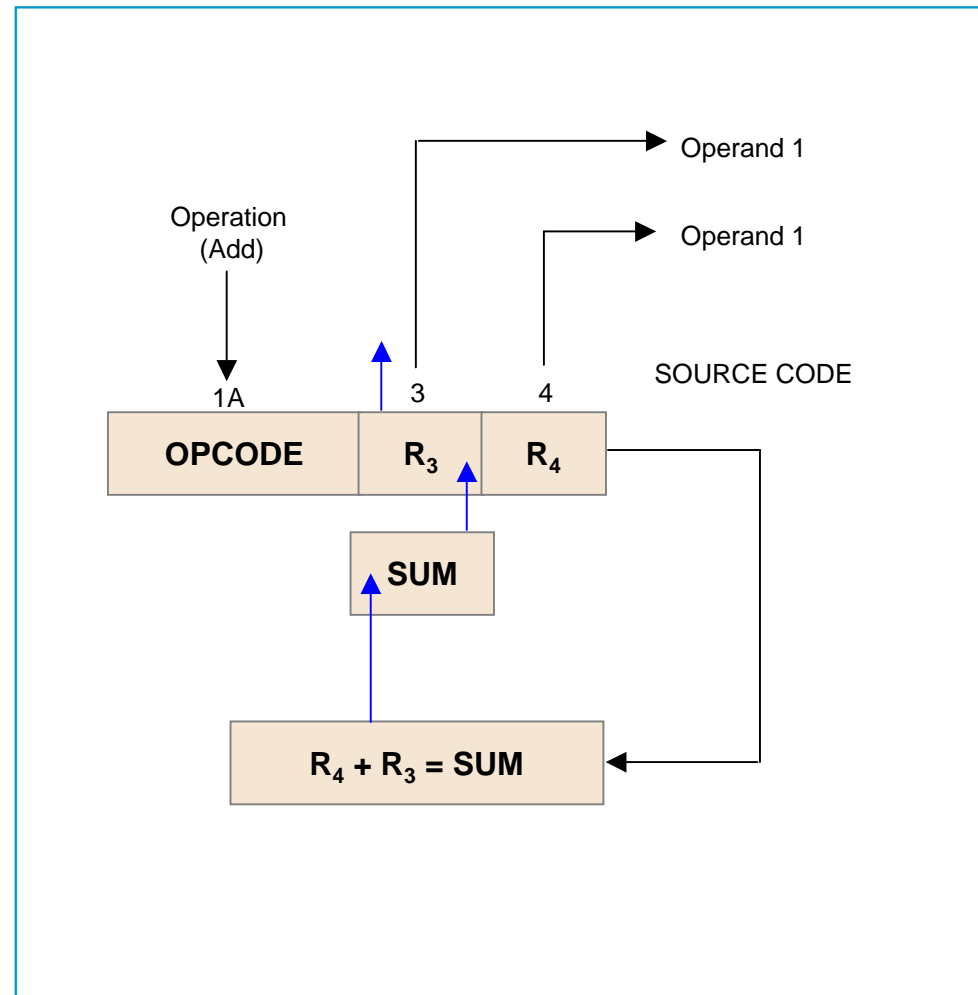 Operand 1
Operation
(Add)
Operand 1
SOURCE CODE
1A
3
4
OPCODE
R₃
R₄
SUM
R₄ + R₃ = SUM